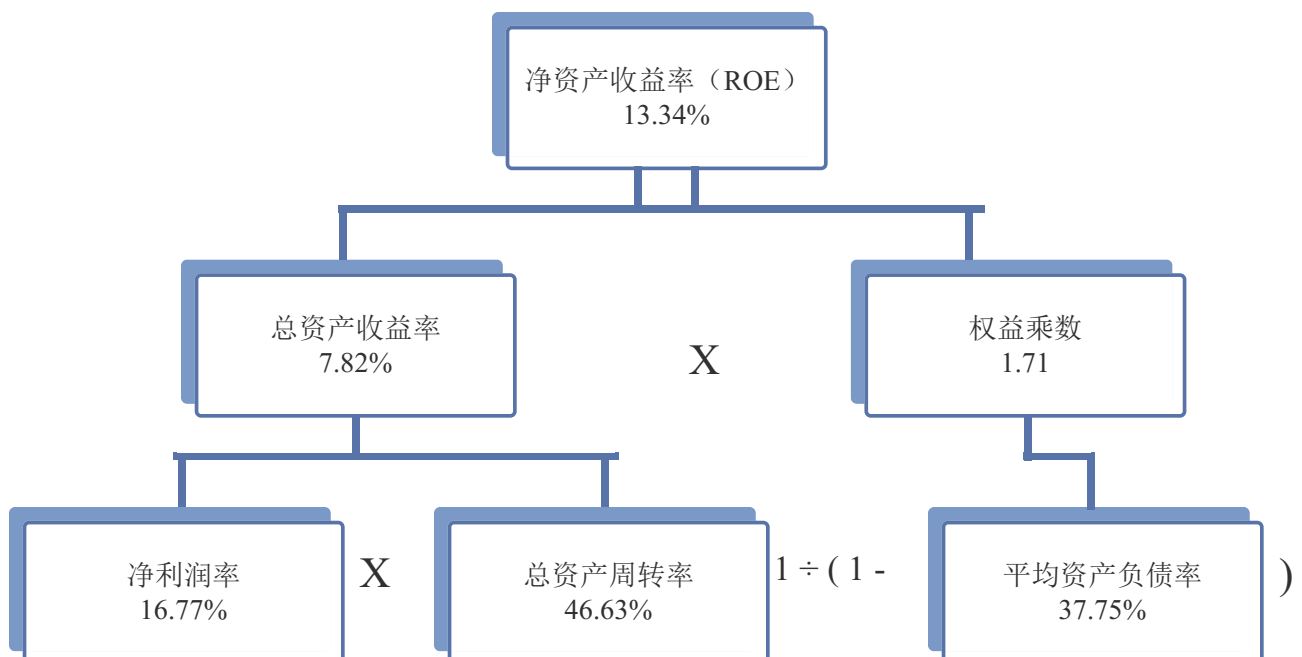 净资产收益率（ROE）
13.34%
总资产收益率
7.82%
X
权益乘数
1.71
净利润率
16.77%
X
总资产周转率
46.63%
1 ÷ ( 1 -
平均资产负债率
37.75%
)